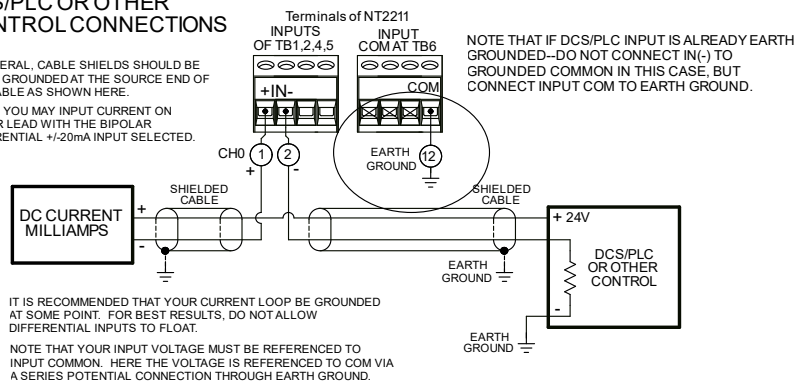 S/PLC OR OTHER
NTROL CONNECTIONS
ERAL, CABLE SHIELDS SHOULD BE
GROUNDED AT THE SOURCE END OF
ABLE AS SHOWN HERE.
YOU MAY INPUT CURRENT ON
R LEAD WITH THE BIPOLAR
RENTIAL +/-20mA INPUT SELECTED.
Terminals of NT2211
INPUTS
OF TB1,2,4,5
INPUT
COM AT TB6
+IN-
COM
NOTE THAT IF DCS/PLC INPUT IS ALREADY EARTH
GROUNDED--DO NOT CONNECT IN(-) TO
GROUNDED COMMON IN THIS CASE, BUT
CONNECT INPUT COM TO EARTH GROUND.
CH0 1 2
+ -
EARTH
GROUND
12
SHIELDED
CABLE
SHIELDED
CABLE
DC CURRENT
MILLIAMPS
+
-
+ 24V
DCS/PLC
OR OTHER
CONTROL
-
EARTH
GROUND
EARTH
GROUND
IT IS RECOMMENDED THAT YOUR CURRENT LOOP BE GROUNDED
AT SOME POINT. FOR BEST RESULTS, DO NOT ALLOW
DIFFERENTIAL INPUTS TO FLOAT.
NOTE THAT YOUR INPUT VOLTAGE MUST BE REFERENCED TO
INPUT COMMON. HERE THE VOLTAGE IS REFERENCED TO COM VIA
A SERIES POTENTIAL CONNECTION THROUGH EARTH GROUND.